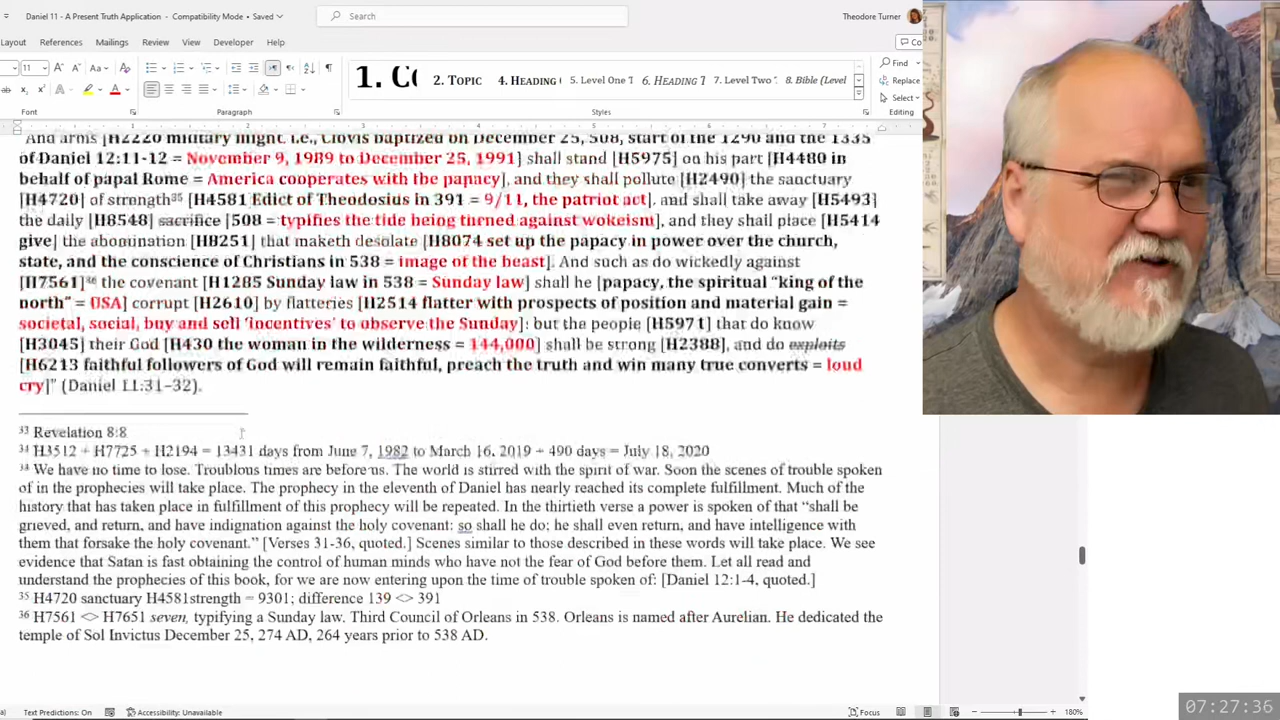 Daniel 11 - A Present Truth Application - Compatibility Mode • Saved
Search
Theodore Turner
Layout References Mailings Review View Developer Help
Co
11 Aa
1. Co 2. TOPIC 4. HEADING 5. Level One 6. HEADING 7. Level Two 8. Bible (Level
Find
Replace
Select
Font Paragraph Styles Editing
And arms [H2220 military might. i.e., Clovis baptized on December 25, 508, start of the 1290 and the 1335
of Daniel 12:11-12 = November 9, 1989 to December 25, 1991] shall stand [H5975] on his part [H4480 in
behalf of papal Rome = America cooperates with the papacy], and they shall pollute [H2490] the sanctuary
[H4720] of strength35 [H4581 Edict of Theodosius in 391 = 9/11, the patriot act], and shall take away [H5493]
the daily [H8548] sacrifice [508 = typifies the tide being turned against wokeism], and they shall place [H5414
give] the abomination [H8251] that maketh desolate [H8074 set up the papacy in power over the church,
state, and the conscience of Christians in 538 = image of the beast]. And such as do wickedly against
[H7561]36 the covenant [H1285 Sunday law in 538 = Sunday law] shall he [papacy, the spiritual "king of the
north" = USA] corrupt [H2610] by flatteries [H2514 flatter with prospects of position and material gain =
societal, social, buy and sell 'incentives' to observe the Sunday]: but the people [H5971] that do know
[H3045] their God [H430 the woman in the wilderness = 144,000] shall be strong [H2388], and do exploits
[H6213 faithful followers of God will remain faithful, preach the truth and win many true converts = loud
cry]" (Daniel 11:31–32).
33 Revelation 8:8
34 H3512 + H7725 + H2194 = 13431 days from June 7, 1982 to March 16, 2019 + 490 days = July 18, 2020
34 We have no time to lose. Troublous times are before us. The world is stirred with the spirit of war. Soon the scenes of trouble spoken
of in the prophecies will take place. The prophecy in the eleventh of Daniel has nearly reached its complete fulfillment. Much of the
history that has taken place in fulfillment of this prophecy will be repeated. In the thirtieth verse a power is spoken of that "shall be
grieved, and return, and have indignation against the holy covenant: so shall he do; he shall even return, and have intelligence with
them that forsake the holy covenant." [Verses 31-36, quoted.] Scenes similar to those described in these words will take place. We see
evidence that Satan is fast obtaining the control of human minds who have not the fear of God before them. Let all read and
understand the prophecies of this book, for we are now entering upon the time of trouble spoken of: [Daniel 12:1-4, quoted.]
35 H4720 sanctuary H4581strength = 9301; difference 139 <> 391
36 H7561 <> H7651 seven, typifying a Sunday law. Third Council of Orleans in 538. Orleans is named after Aurelian. He dedicated the
temple of Sol Invictus December 25, 274 AD, 264 years prior to 538 AD.
Text Predictions: On Accessibility: Unavailable Focus 180%
07:27:36